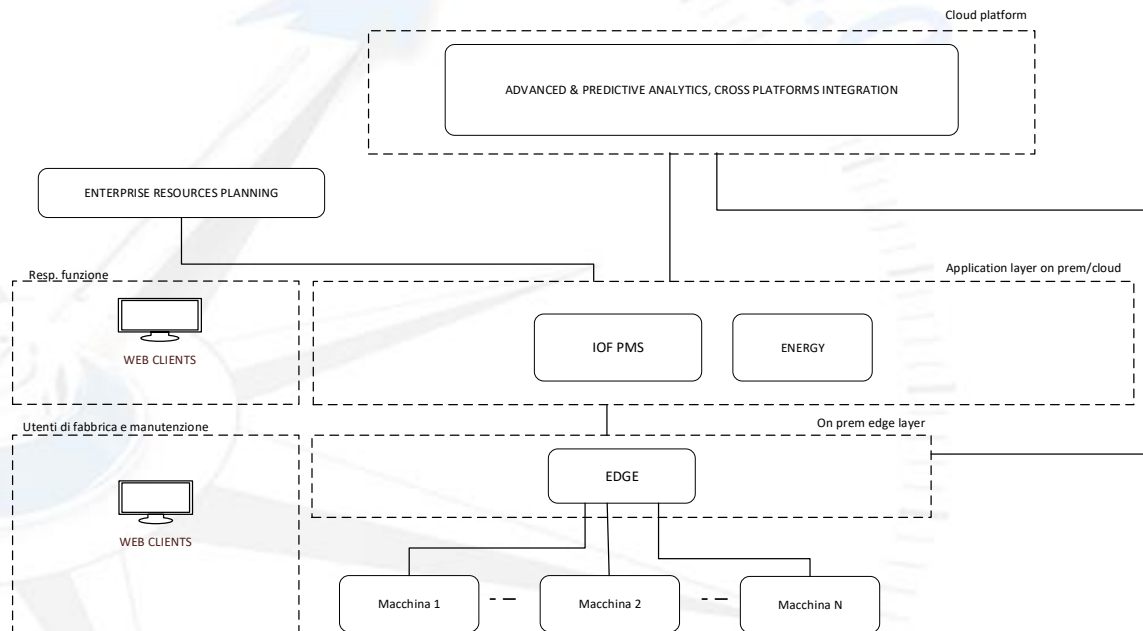 Cloud platform
ADVANCED & PREDICTIVE ANALYTICS, CROSS PLATFORMS INTEGRATION
ENTERPRISE RESOURCES PLANNING
Resp. funzione
WEB CLIENTS
Application layer on prem/cloud
IOF PMS
ENERGY
Utenti di fabbrica e manutenzione
WEB CLIENTS
On prem edge layer
EDGE
Macchina 1
Macchina 2
Macchina N